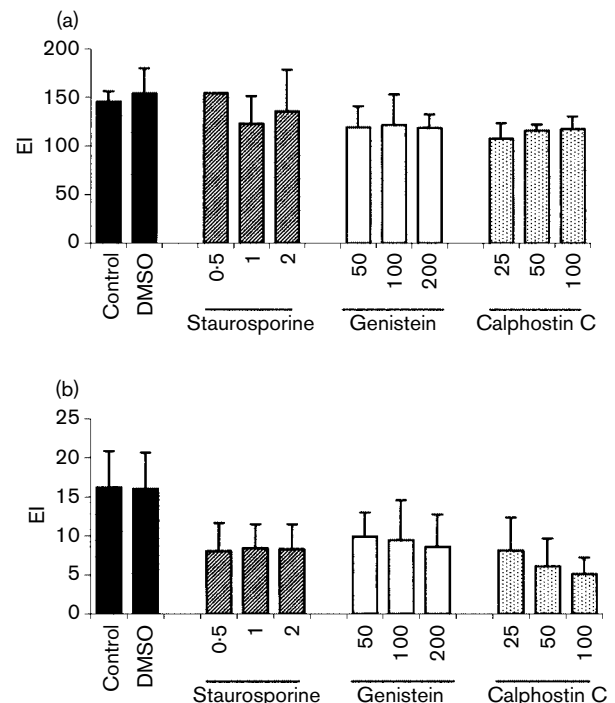 (a)
200
150
100
50
0
EI
Control
DMSO
0·5
1
2
50
100
200
25
50
100
Staurosporine
Genistein
Calphostin C
(b)
25
20
15
10
5
0
EI
Control
DMSO
0·5
1
2
50
100
200
25
50
100
Staurosporine
Genistein
Calphostin C